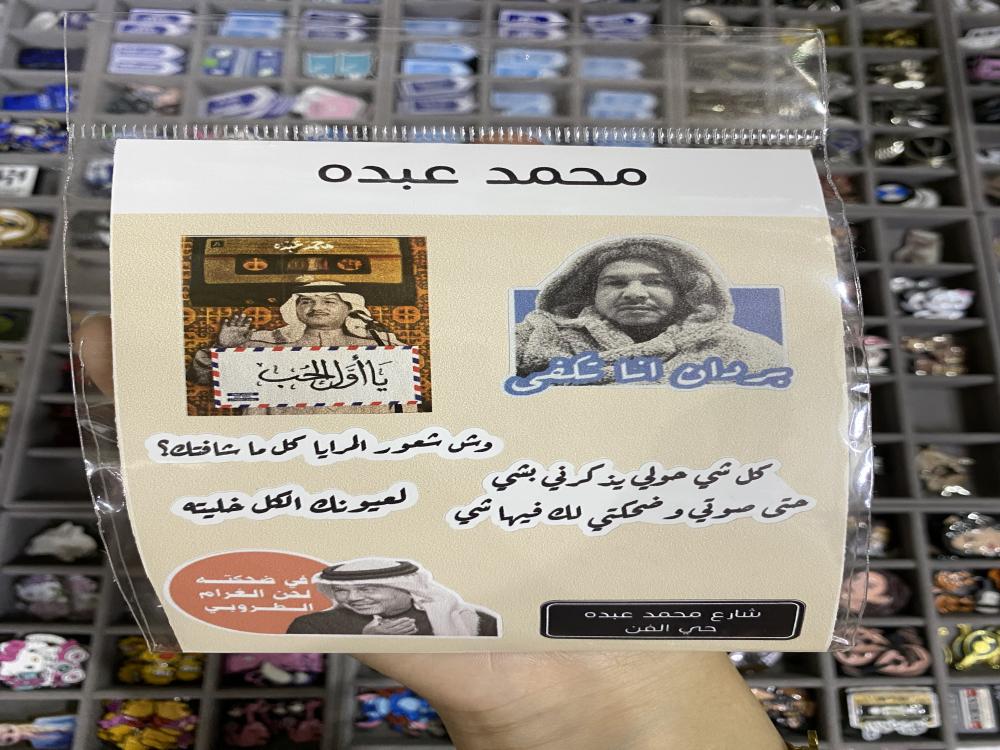 محمد عبده
محمد عبده
يا أول الحب
بردان انا تكفى
وش شعور المرايا كل ما شافتك؟
كل شي حولي يذكرني بشي
حتى صوتي و ضحكتي لك فيها شي
لعيونك الكل خليته
في ضحكته
لحن الغرام
الطروبي
شارع محمد عبده
حي الفن